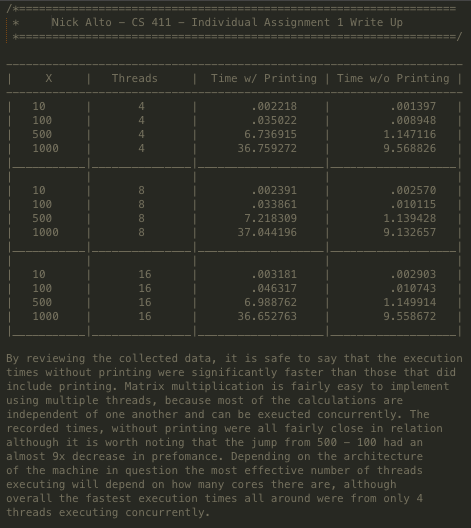 /*===================================================================
 *     Nick Alto - CS 411 - Individual Assignment 1 Write Up
 *==================================================================*/
|     X     |   Threads     |  Time w/ Printing | Time w/o Printing |
|   10      |       4       |        .002218    |        .001397    |
|   100     |       4       |        .035022    |        .008948    |
|   500     |       4       |       6.736915    |       1.147116    |
|   1000    |       4       |      36.759272    |       9.568826    |
|   10      |       8       |        .002391    |        .002570    |
|   100     |       8       |        .033861    |        .010115    |
|   500     |       8       |       7.218309    |       1.139428    |
|   1000    |       8       |      37.044196    |       9.132657    |
|   10      |       16      |        .003181    |        .002903    |
|   100     |       16      |        .046317    |        .010743    |
|   500     |       16      |       6.988762    |       1.149914    |
|   1000    |       16      |      36.652763    |       9.558672    |
By reviewing the collected data, it is safe to say that the execution
times without printing were significantly faster than those that did
include printing. Matrix multiplication is fairly easy to implement
using multiple threads, because most of the calculations are
independent of one another and can be exeucted concurrently. The
recorded times, without printing were all fairly close in relation
although it is worth noting that the jump from 500 - 100 had an
almost 9x decrease in prefomance. Depending on the architecture
of the machine in question the most effective number of threads
executing will depend on how many cores there are, although
overall the fastest execution times all around were from only 4
threads executing concurrently.